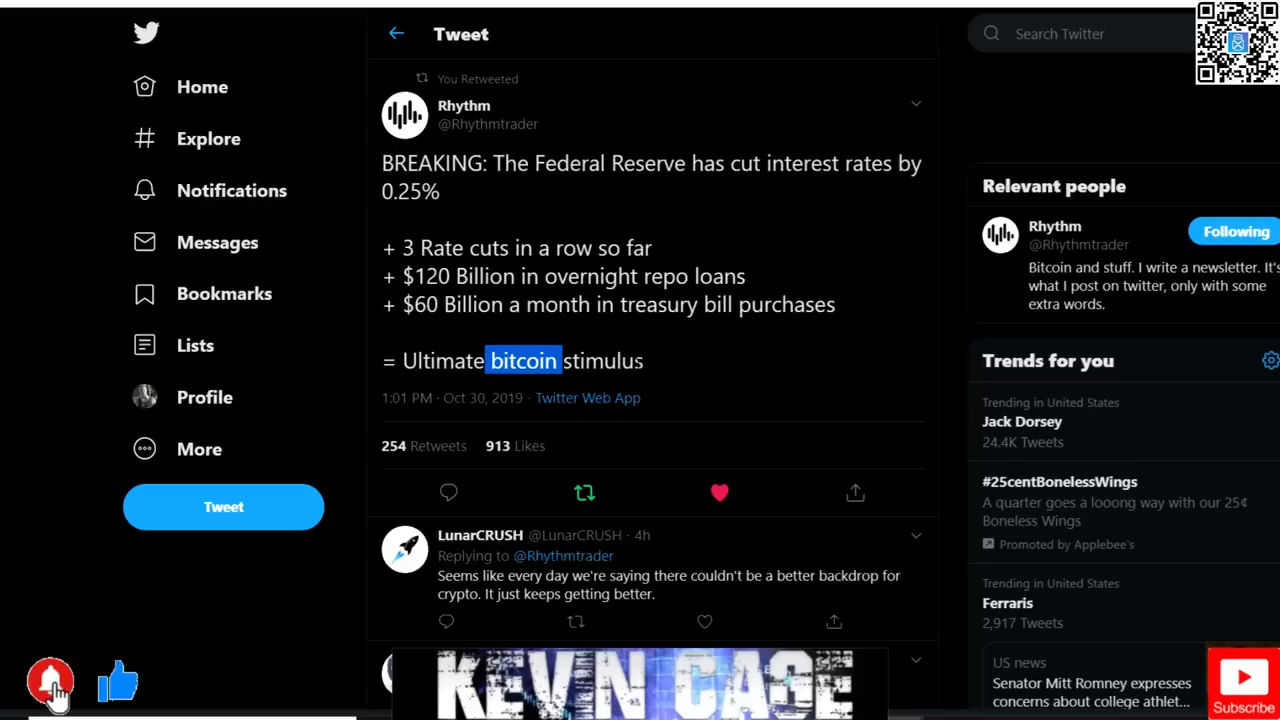 Tweet
Search Twitter
Home
Explore
Notifications
Messages
Bookmarks
Lists
Profile
More
Tweet
You Retweeted
Rhythm
@Rhythmtrader
BREAKING: The Federal Reserve has cut interest rates by
0.25%
+ 3 Rate cuts in a row so far
+ $120 Billion in overnight repo loans
+ $60 Billion a month in treasury bill purchases
= Ultimate bitcoin stimulus
1:01 PM · Oct 30, 2019 · Twitter Web App
254 Retweets 913 Likes
LunarCRUSH @LunarCRUSH · 4h
Replying to @Rhythmtrader
Seems like every day we're saying there couldn't be a better backdrop for
crypto. It just keeps getting better.
KEVIN CAGE
Relevant people
Rhythm
@Rhythmtrader
Following
Bitcoin and stuff. I write a newsletter. It's
what I post on twitter, only with some
extra words.
Trends for you
Trending in United States
Jack Dorsey
24.4K Tweets
#25centBonelessWings
A quarter goes a looong way with our 25¢
Boneless Wings
Promoted by Applebee's
Trending in United States
Ferraris
2,917 Tweets
US news
Senator Mitt Romney expresses
concerns about college athlet...
Subscribe